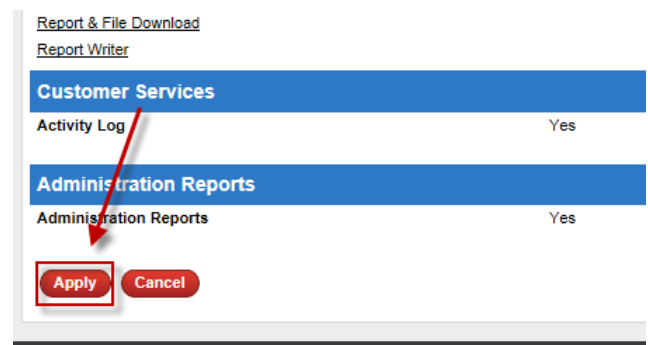 Report & File Download
Report Writer
Customer Services
Activity Log Yes
Administration Reports
Administration Reports Yes
Apply Cancel